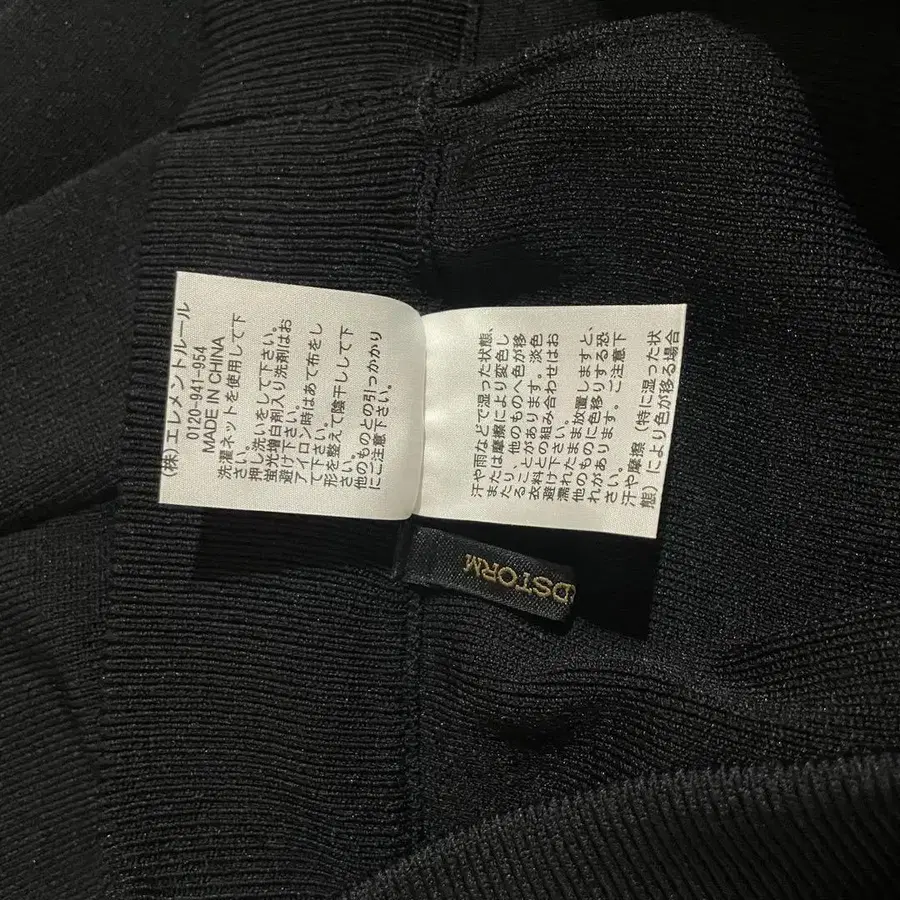 (株)エレメントルール
0120-941-954
MADE IN CHINA
洗濯ネットを使用して下
さい。
押し洗いをして下さい。
蛍光増白剤入り洗剤はお
避け下さい。
アイロン時はあて布をし
て下さい。
形を整えて陰干しして下
さい。
他のものとの引っかかり
にご注意下さい。
汗や雨などで湿った状態、
または摩擦により変色し
たり、他のものへ色が移
ることがあります。淡色
衣料との組み合わせはお
避け下さい。
濡れたまま放置しますと、
他のものに色移りする恐
れがあります。ご注意下
さい。
汗や摩擦（特に湿った状
態）により色が移る場合
DSTORM